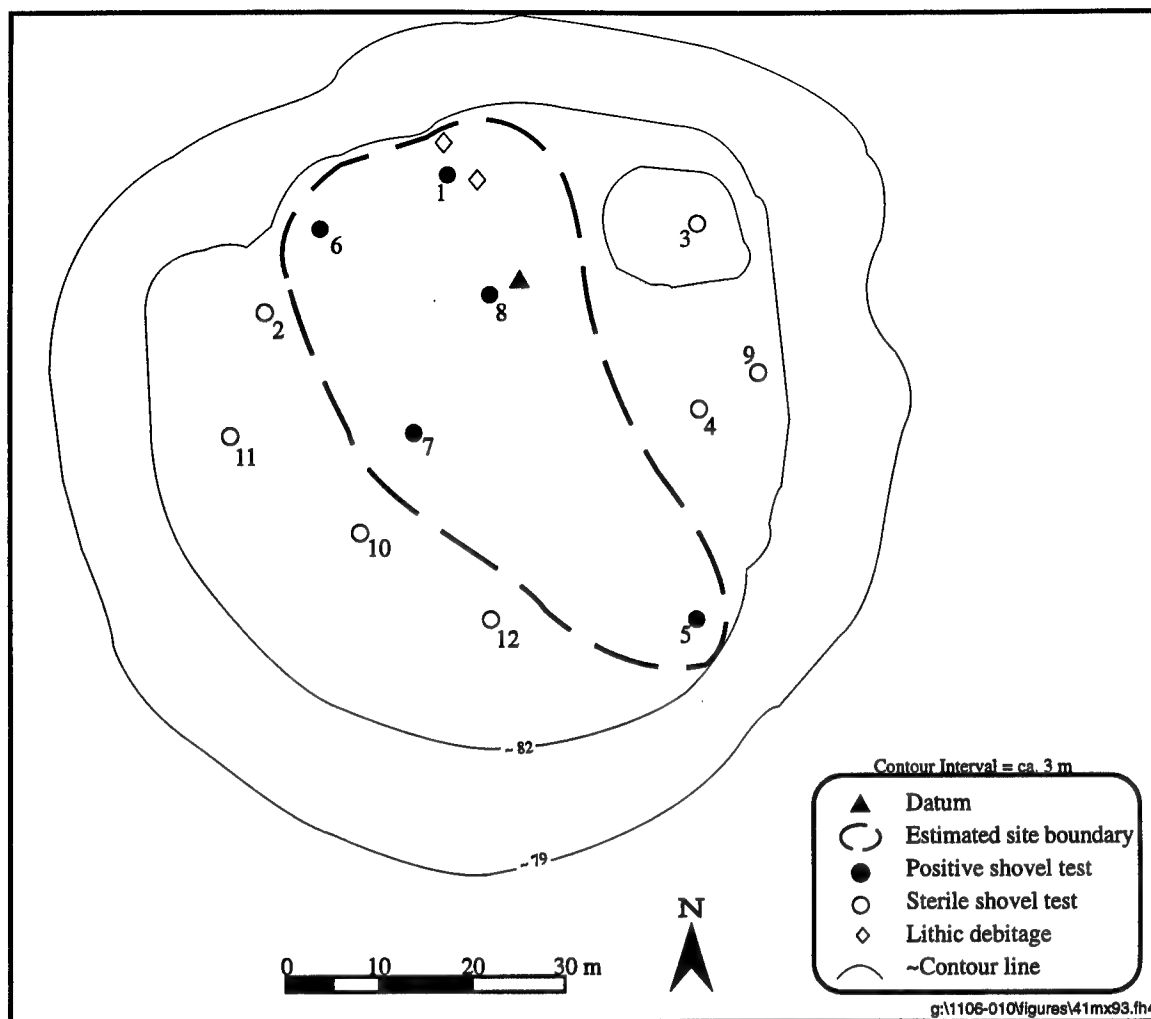 1
6
3
8
2
9
4
7
11
10
12
5
~82
~79
Contour Interval = ca. 3 m
Datum
Estimated site boundary
Positive shovel test
Sterile shovel test
Lithic debitage
~Contour line
N
0 10 20 30 m
g:\1106-010\figures\41mx93.fh4